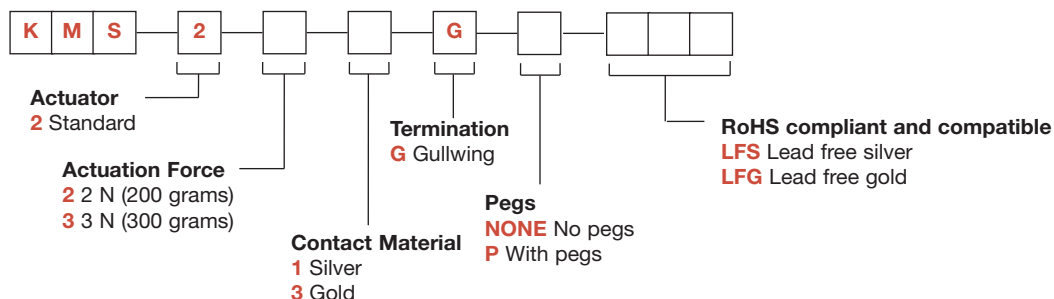 K M S 2 G
Actuator
2 Standard
Actuation Force
2 2 N (200 grams)
3 3 N (300 grams)
Contact Material
1 Silver
3 Gold
Termination
G Gullwing
Pegs
NONE No pegs
P With pegs
RoHS compliant and compatible
LFS Lead free silver
LFG Lead free gold